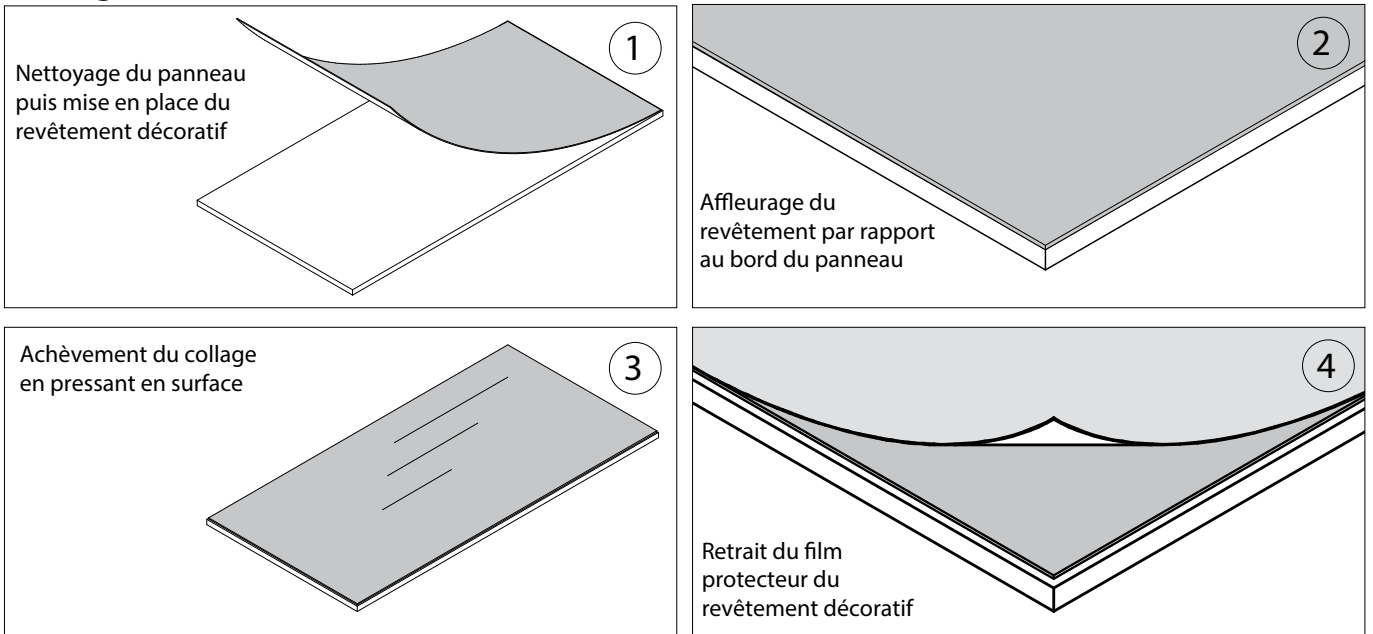 1
Nettoyage du panneau
puis mise en place du
revêtement décoratif
2
Affleurage du
revêtement par rapport
au bord du panneau
3
Achèvement du collage
en pressant en surface
4
Retrait du film
protecteur du
revêtement décoratif